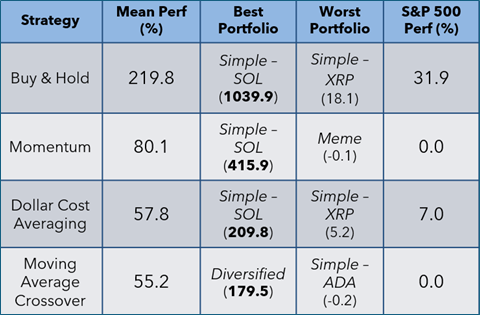 Strategy
Mean Perf
(%)
Best
Portfolio
Worst
Portfolio
S&P 500
Perf (%)
Buy & Hold
219.8
Simple –
SOL
(1039.9)
Simple –
XRP
(18.1)
31.9
Momentum
80.1
Simple –
SOL
(415.9)
Meme
(-0.1)
0.0
Dollar Cost
Averaging
57.8
Simple –
SOL
(209.8)
Simple –
XRP
(5.2)
7.0
Moving
Average
Crossover
55.2
Diversified
(179.5)
Simple –
ADA
(-0.2)
0.0